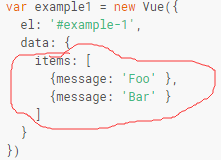 var example1 = new Vue({
  el: '#example-1',
  data: {
    items: [
      {message: 'Foo' },
      {message: 'Bar' }
    ]
  }
})